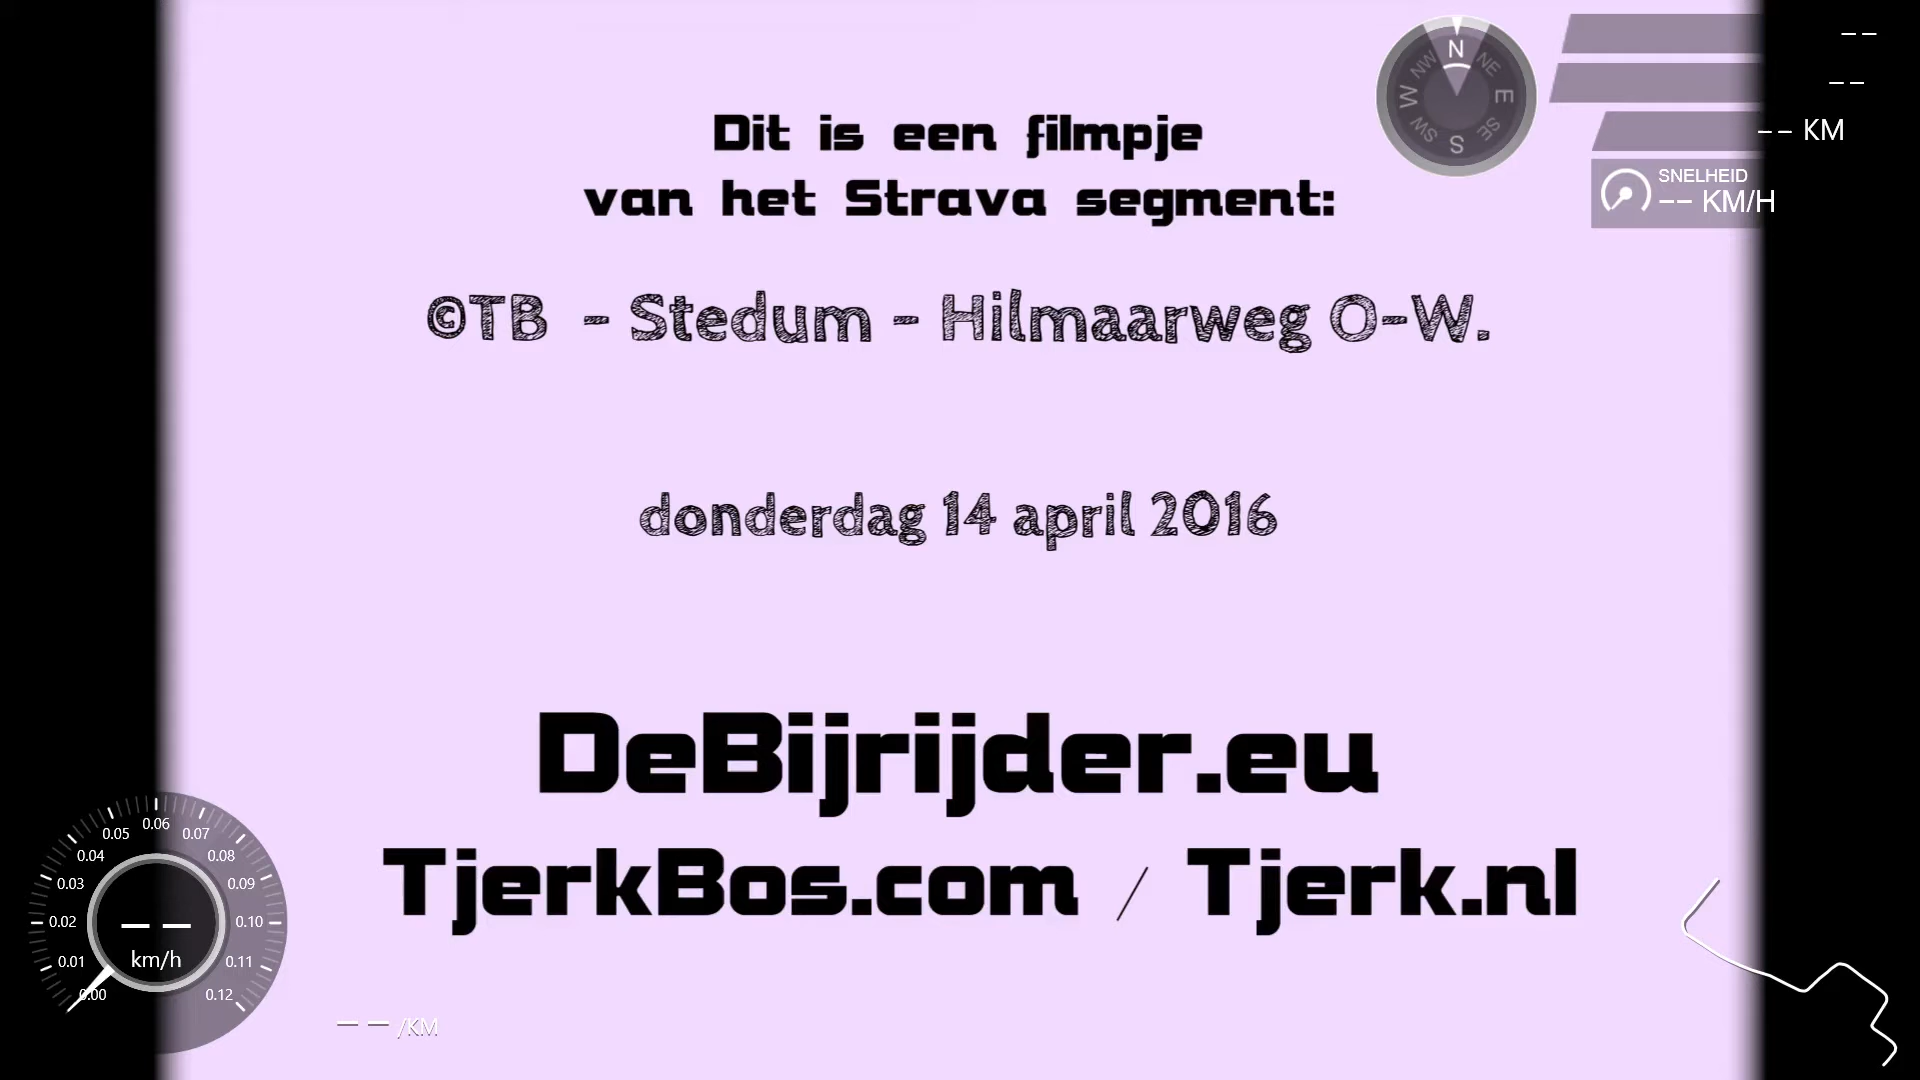 -- 
--
-- KM
SNELHEID
-- KM/H
N
NE
E
SE
S
SW
W
NW
Dit is een filmpje
van het Strava segment:
©TB - Stedum - Hilmaarweg O-W.
donderdag 14 april 2016
DeBijrijder.eu
TjerkBos.com / Tjerk.nl
0.00
0.01
0.02
0.03
0.04
0.05
0.06
0.07
0.08
0.09
0.10
0.11
0.12
-- 
km/h
-- /KM